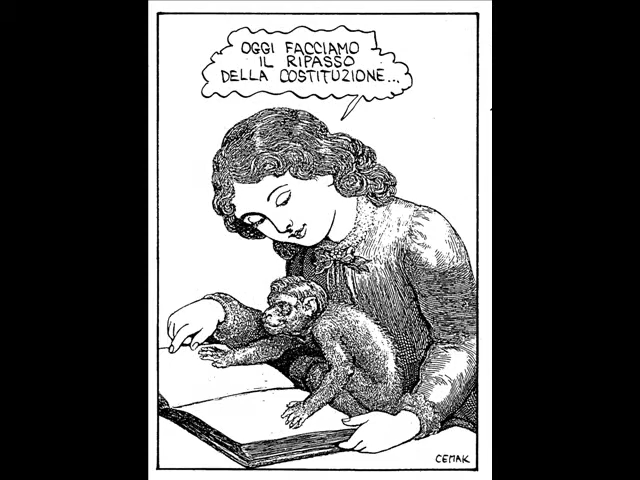 OGGI FACCIAMO
IL RIPASSO
DELLA COSTITUZIONE...
CEMAK